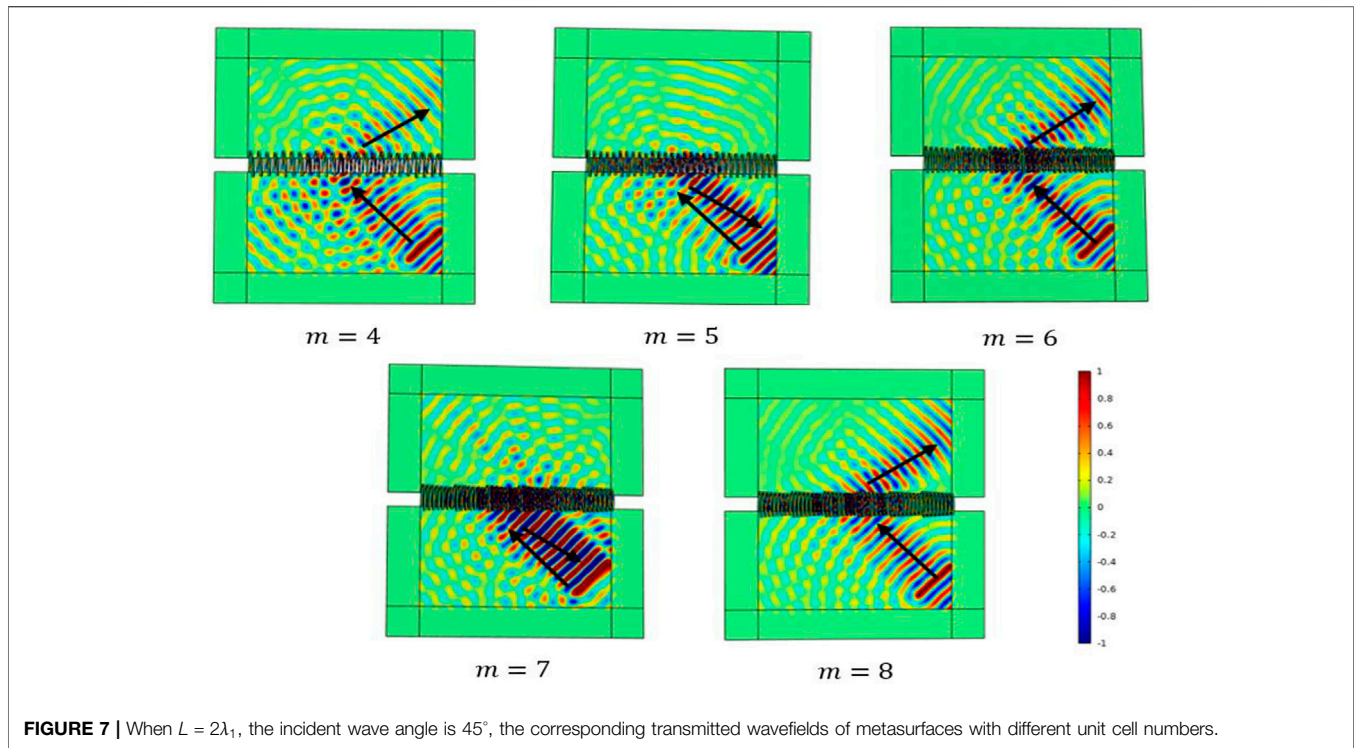 m = 4
m = 5
m = 6
m = 7
m = 8
1
0.8
0.6
0.4
0.2
0
-0.2
-0.4
-0.6
-0.8
-1
FIGURE 7 | When L = 2λ₁, the incident wave angle is 45°, the corresponding transmitted wavefields of metasurfaces with different unit cell numbers.